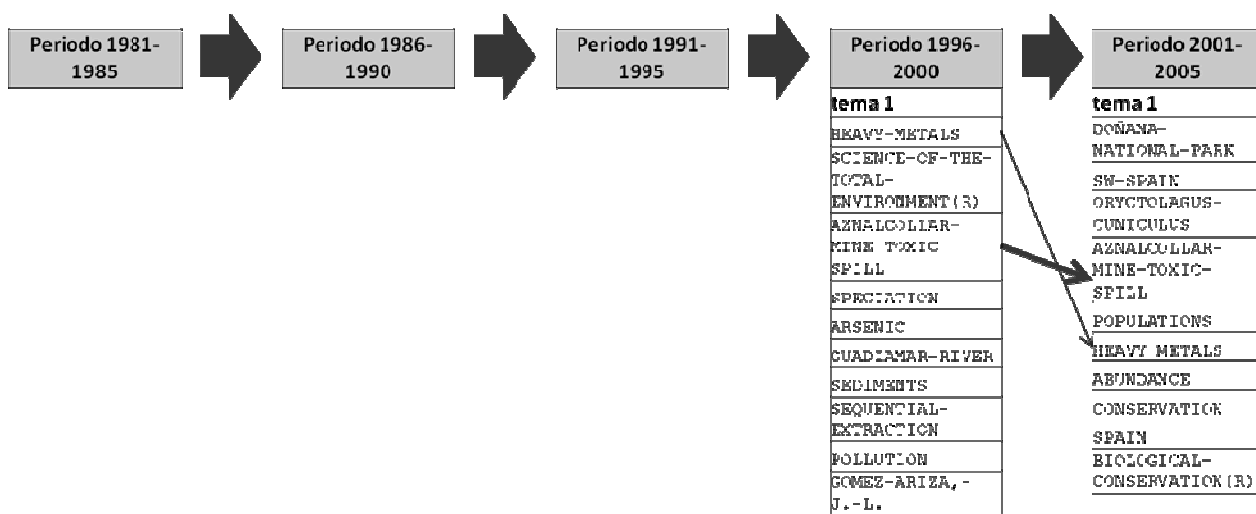 Periodo 1981-
1985
Periodo 1986-
1990
Periodo 1991-
1995
Periodo 1996-
2000
Periodo 2001-
2005
tema 1
HEAVY-METALS
SCIENCE-OF-THE-
TOTAL-
ENVIRONMENT(R)
AZNALCOLLAR-
MINE TOXIC
SPILL
SPECIATION
ARSENIC
GUADIAMAR-RIVER
SEDIMENTS
SEQUENTIAL-
EXTRACTION
POLLUTION
GOMEZ-ARIZA,-
J.-L.
tema 1
DOÑANA-
NATIONAL-PARK
SW-SPAIN
ORYCTOLAGUS-
CUNICULUS
AZNALCOLLAR-
MINE-TOXIC-
SPILL
POPULATIONS
HEAVY METALS
ABUNDANCE
CONSERVATION
SPAIN
BIOLOGICAL-
CONSERVATION(R)